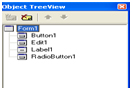 Object TreeView
Form1
Button1
Edit1
Label1
RadioButton1